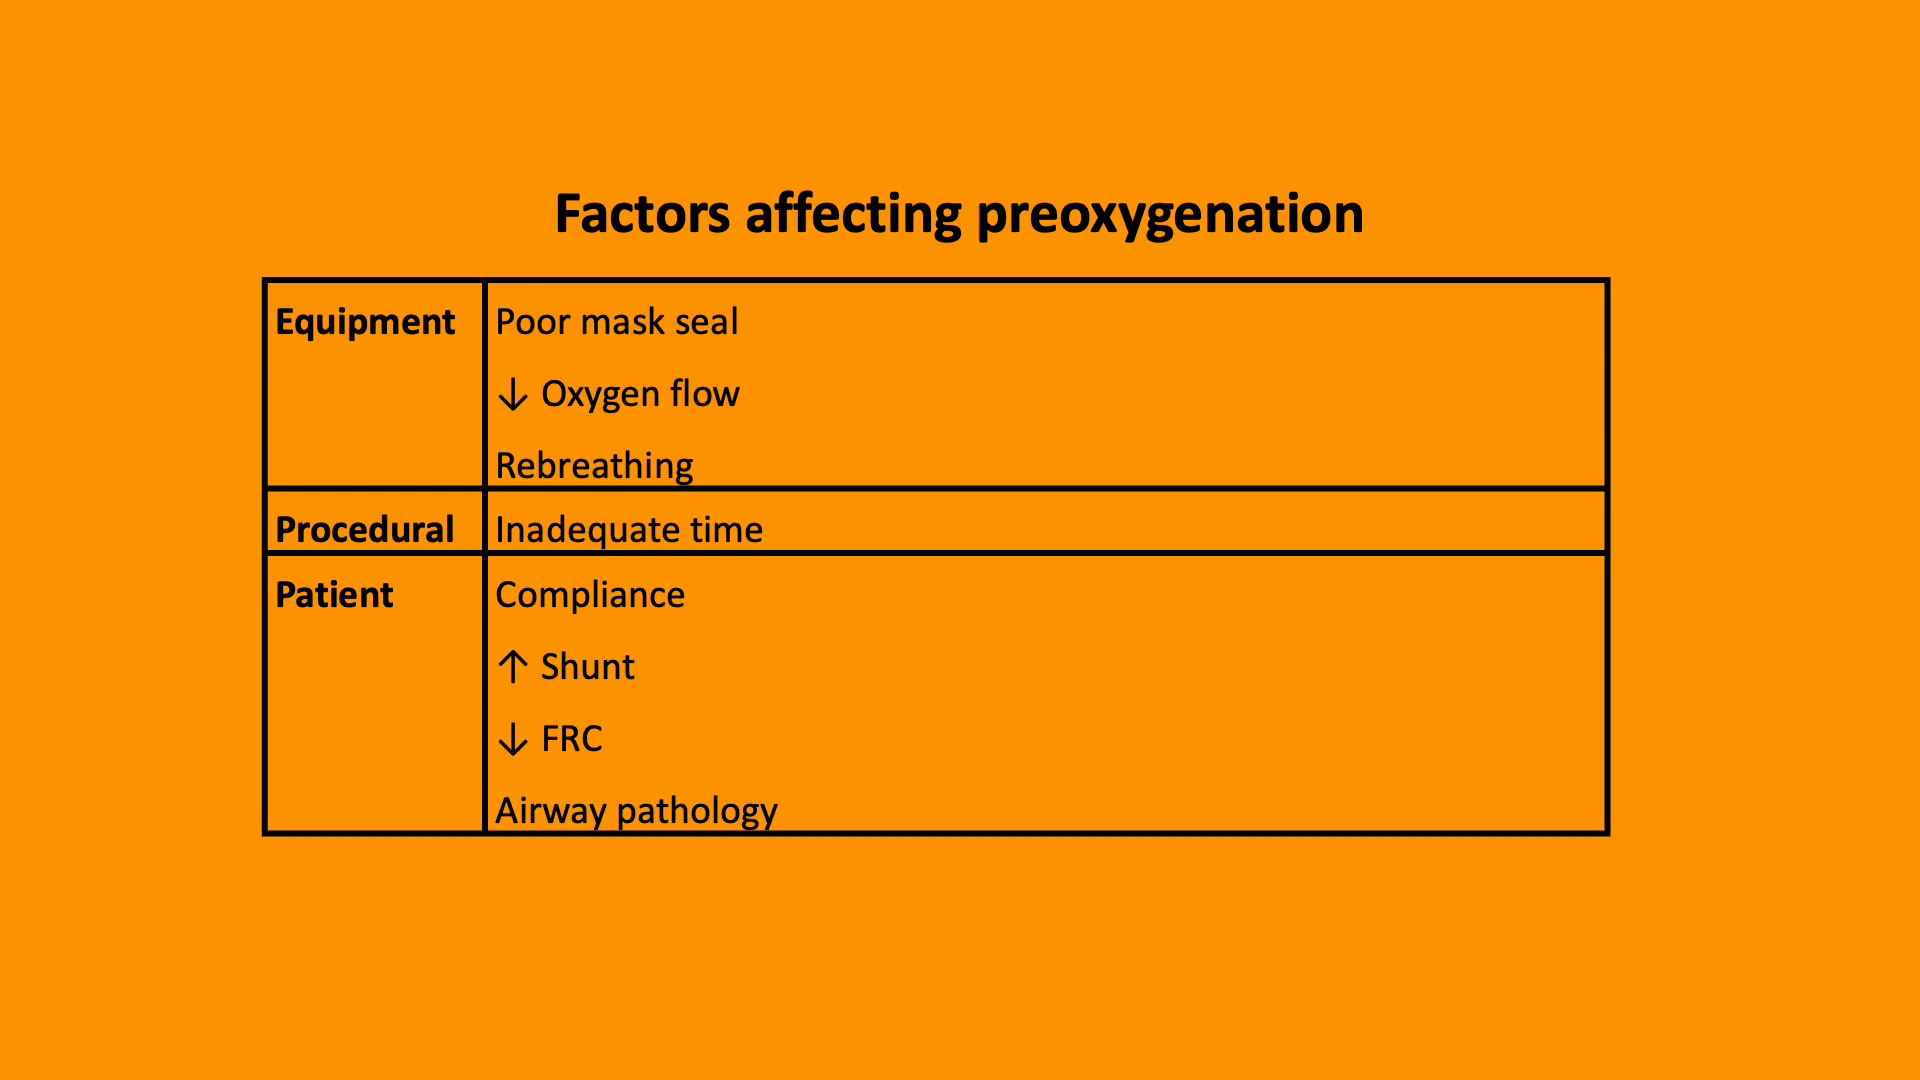 Factors affecting preoxygenation
Equipment Poor mask seal
↓ Oxygen flow
Rebreathing
Procedural Inadequate time
Patient Compliance
↑ Shunt
↓ FRC
Airway pathology